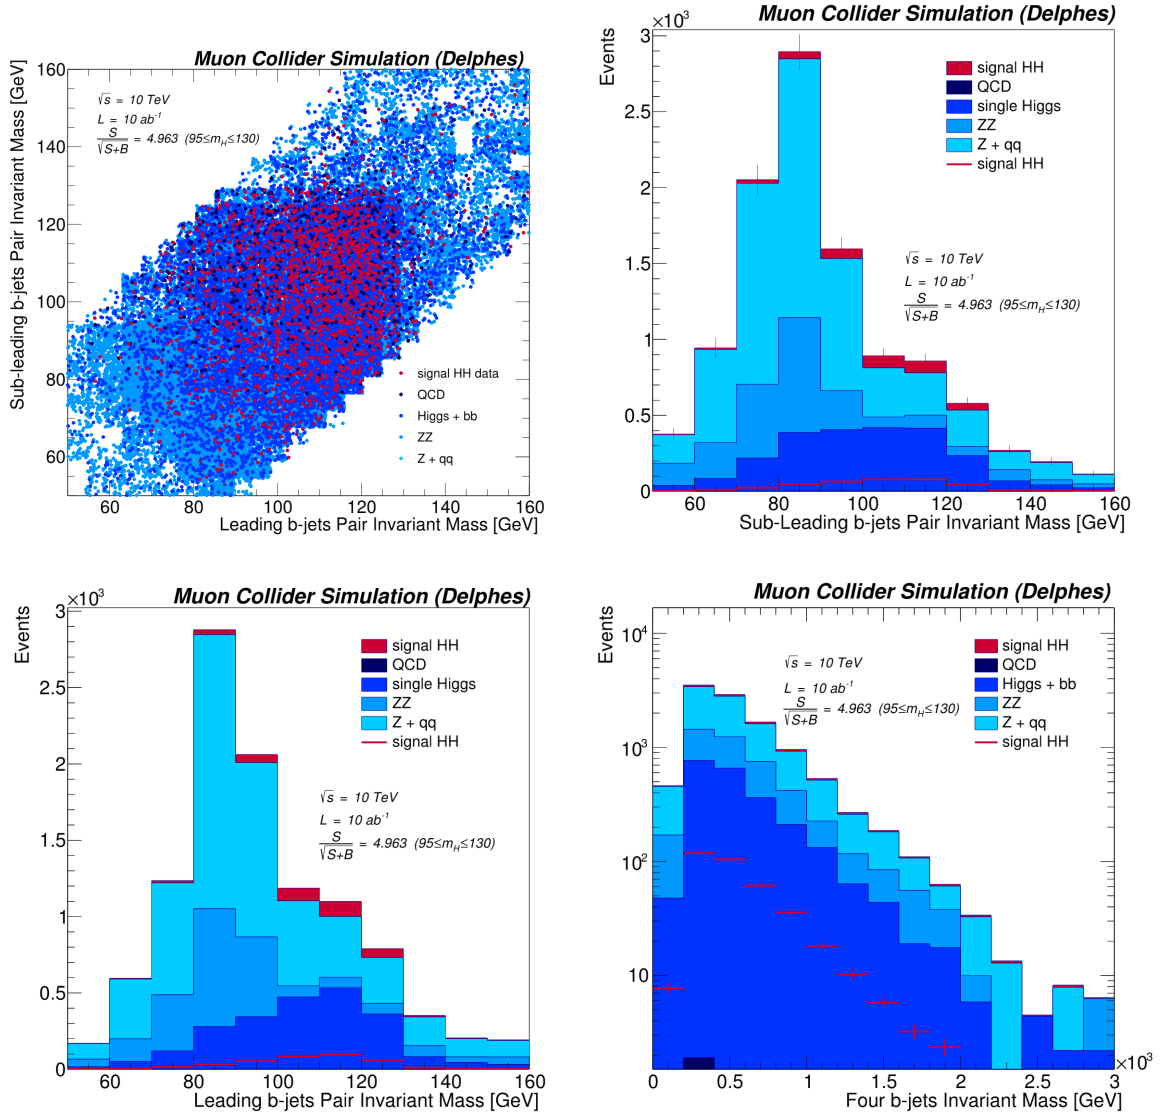 Muon Collider Simulation (Delphes)
Sub-leading b-jets Pair Invariant Mass [GeV]
160
140
120
100
80
60
√s = 10 TeV
L = 10 ab⁻¹
S/√S+B = 4.963 (95≤m_H≤130)
signal HH data
QCD
Higgs + bb
ZZ
Z + qq
60 80 100 120 140 160
Leading b-jets Pair Invariant Mass [GeV]
×10³ Muon Collider Simulation (Delphes)
Events
3
2.5
2
1.5
1
0.5
0
signal HH
QCD
single Higgs
ZZ
Z + qq
signal HH
√s = 10 TeV
L = 10 ab⁻¹
S/√S+B = 4.963 (95≤m_H≤130)
60 80 100 120 140 160
Sub-Leading b-jets Pair Invariant Mass [GeV]
×10³ Muon Collider Simulation (Delphes)
Events
3
2.5
2
1.5
1
0.5
0
signal HH
QCD
single Higgs
ZZ
Z + qq
signal HH
√s = 10 TeV
L = 10 ab⁻¹
S/√S+B = 4.963 (95≤m_H≤130)
60 80 100 120 140 160
Leading b-jets Pair Invariant Mass [GeV]
Muon Collider Simulation (Delphes)
Events
10⁴
10³
10²
10
signal HH
QCD
Higgs + bb
ZZ
Z + qq
signal HH
√s = 10 TeV
L = 10 ab⁻¹
S/√S+B = 4.963 (95≤m_H≤130)
0 0.5 1 1.5 2 2.5 3
×10³
Four b-jets Invariant Mass [GeV]